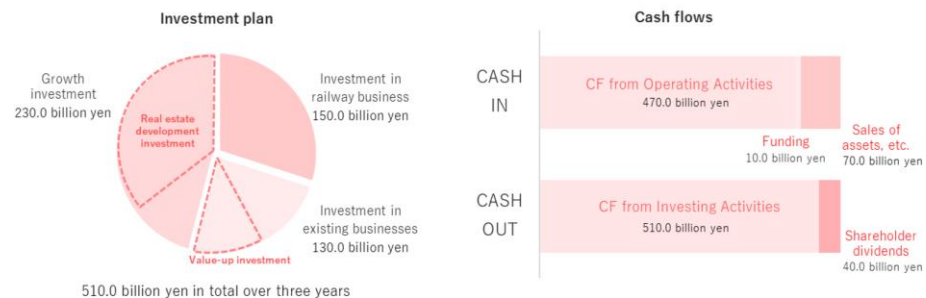 Investment plan
Growth
investment
230.0 billion yen
Real estate
development
investment
Investment in
railway business
150.0 billion yen
Investment in
existing businesses
130.0 billion yen
Value-up investment
510.0 billion yen in total over three years
Cash flows
CASH
IN
CF from Operating Activities
470.0 billion yen
Funding
10.0 billion yen
Sales of
assets, etc.
70.0 billion yen
CASH
OUT
CF from Investing Activities
510.0 billion yen
Shareholder
dividends
40.0 billion yen